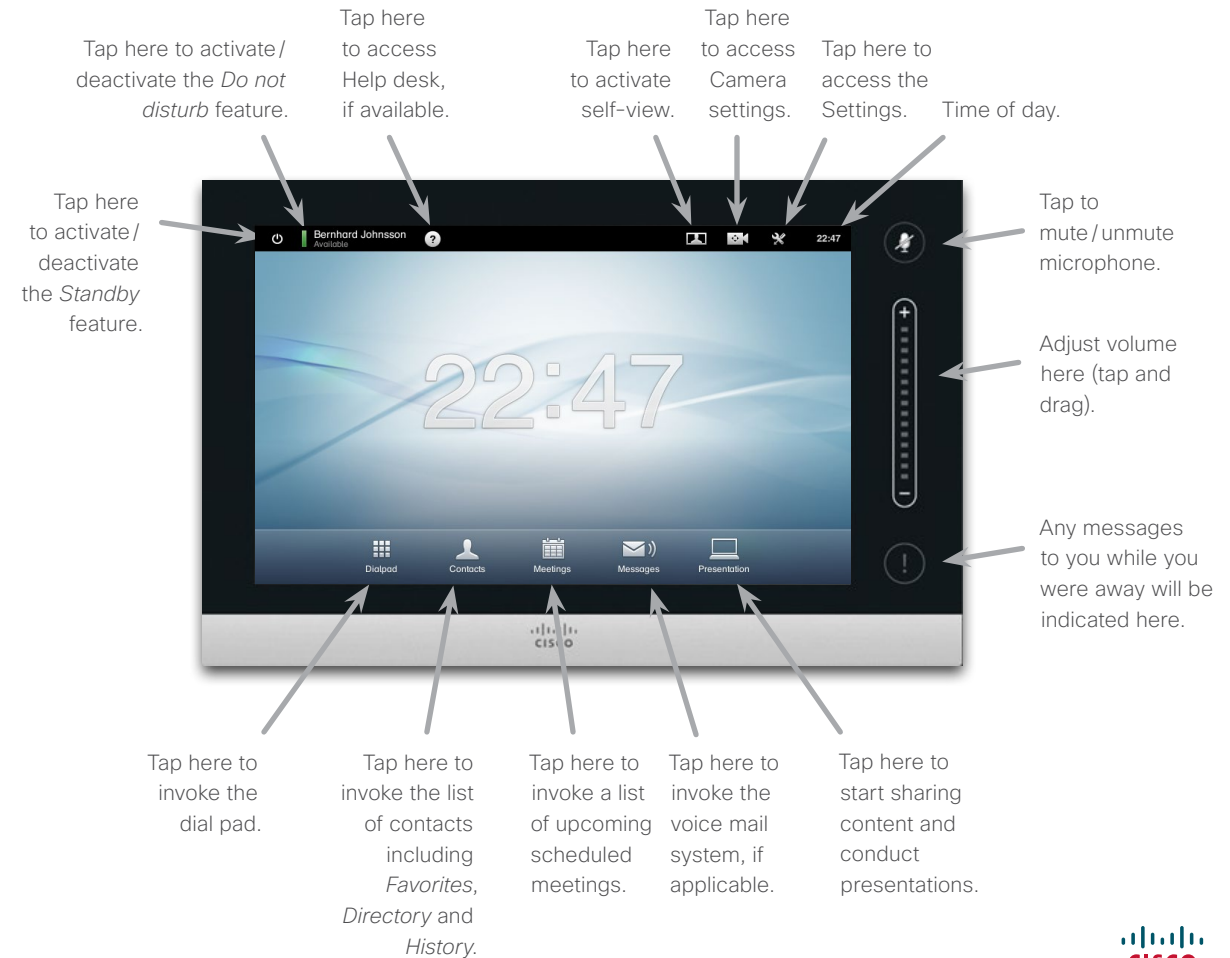 Tap here to activate/
deactivate the Do not
disturb feature.
Tap here
to access
Help desk,
if available.
Tap here
to activate
self-view.
Tap here
to access
Camera
settings.
Tap here to
access the
Settings.
Time of day.
Tap here
to activate/
deactivate
the Standby
feature.
Bernhard Johnsson
Available
?
22:47
Tap to
mute/unmute
microphone.
22:47
+
−
Adjust volume
here (tap and
drag).
!
Any messages
to you while you
were away will be
indicated here.
Dialpad
Contacts
Meetings
Messages
Presentation
CISCO
Tap here to
invoke the
dial pad.
Tap here to
invoke the list
of contacts
including
Favorites,
Directory and
History.
Tap here to
invoke a list
of upcoming
scheduled
meetings.
Tap here to
invoke the
voice mail
system, if
applicable.
Tap here to
start sharing
content and
conduct
presentations.
CISCO